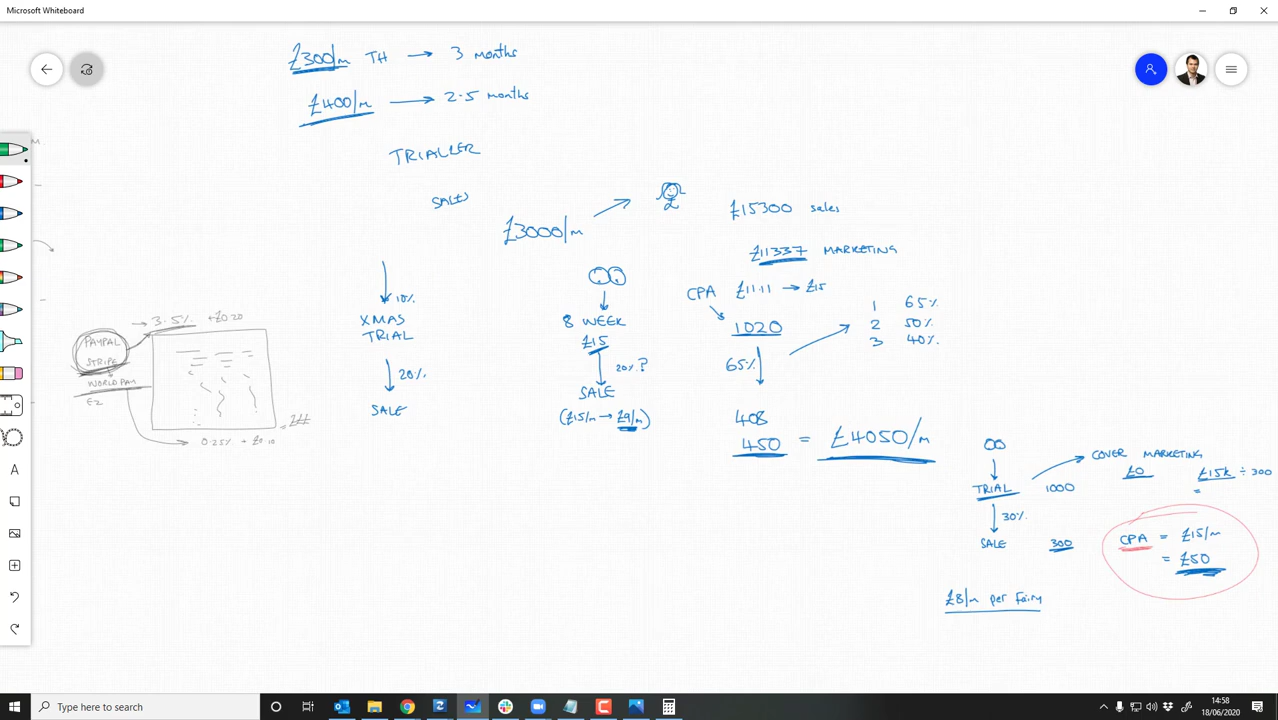 Microsoft Whiteboard
£300/m TH → 3 months
£400/m → 2.5 months
TRIALLER
SALES
£3000/m
£
£15300 sales
£11337 MARKETING
CPA £11.11 → £15
1020
1 65%
2 50%
3 40%
65%
408
450 = £4050/m
10%
XMAS
TRIAL
20%
SALE
8 WEEK
£15
20%?
SALE
(£15/m → £9/m)
→ 3.5% + £0.20
PAYPAL
STRIPE
WORLD PAY
0.25% + £0.10
COVER MARKETING
£0
£15k ÷ 300
=
TRIAL 1000
30%
SALE 300
CPA = £15/m
= £50
£8/m per Fairy
A
Type here to search
14:58
18/06/2020